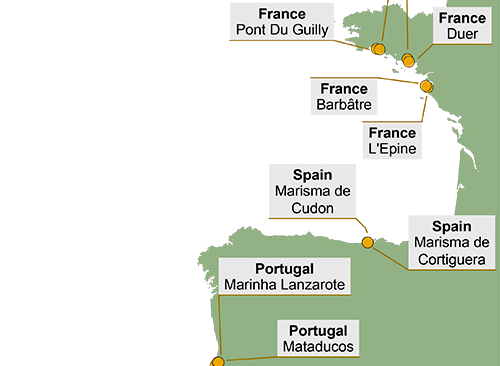 France
Pont Du Guilly
France
Duer
France
Barbâtre
France
L'Epine
Spain
Marisma de
Cudon
Spain
Marisma de
Cortiguera
Portugal
Marinha Lanzarote
Portugal
Mataducos